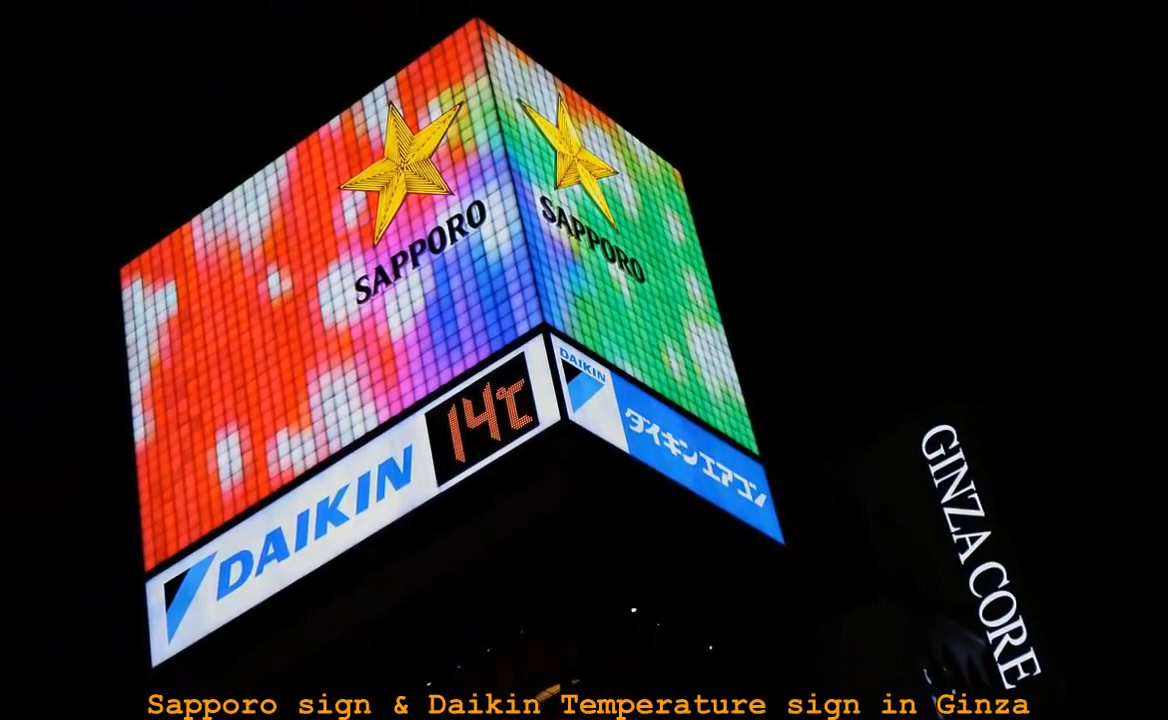 SAPPORO
SAPPORO
14℃
DAIKIN
DAIKIN
ダイキンエアコン
GINZA CORE
Sapporo sign & Daikin Temperature sign in Ginza